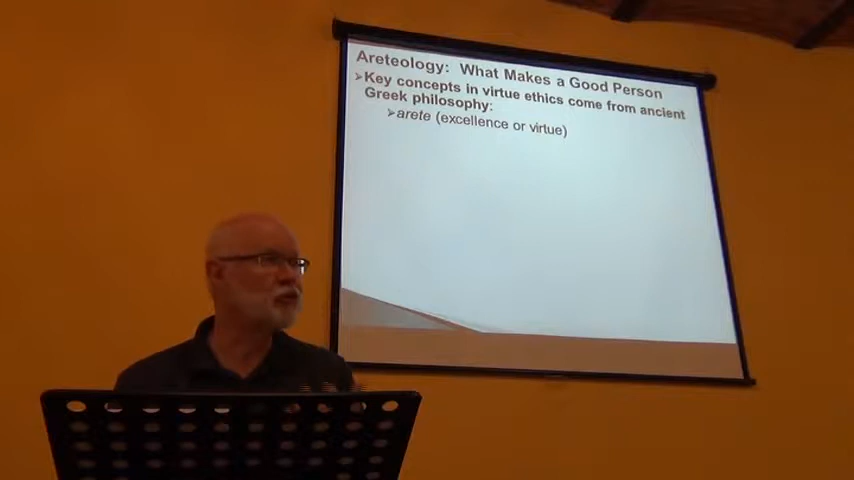 Areteology: What Makes a Good Person
➢Key concepts in virtue ethics come from ancient
Greek philosophy:
➢arete (excellence or virtue)